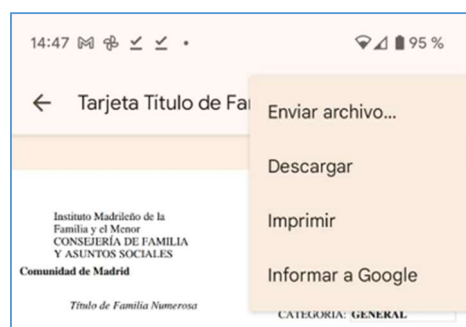 14:47
95 %
Tarjeta Título de Fa
Enviar archivo...
Descargar
Imprimir
Informar a Google
Instituto Madrileño de la
Familia y el Menor
CONSEJERÍA DE FAMILIA
Y ASUNTOS SOCIALES
Comunidad de Madrid
Título de Familia Numerosa
CATEGORIA: GENERAL